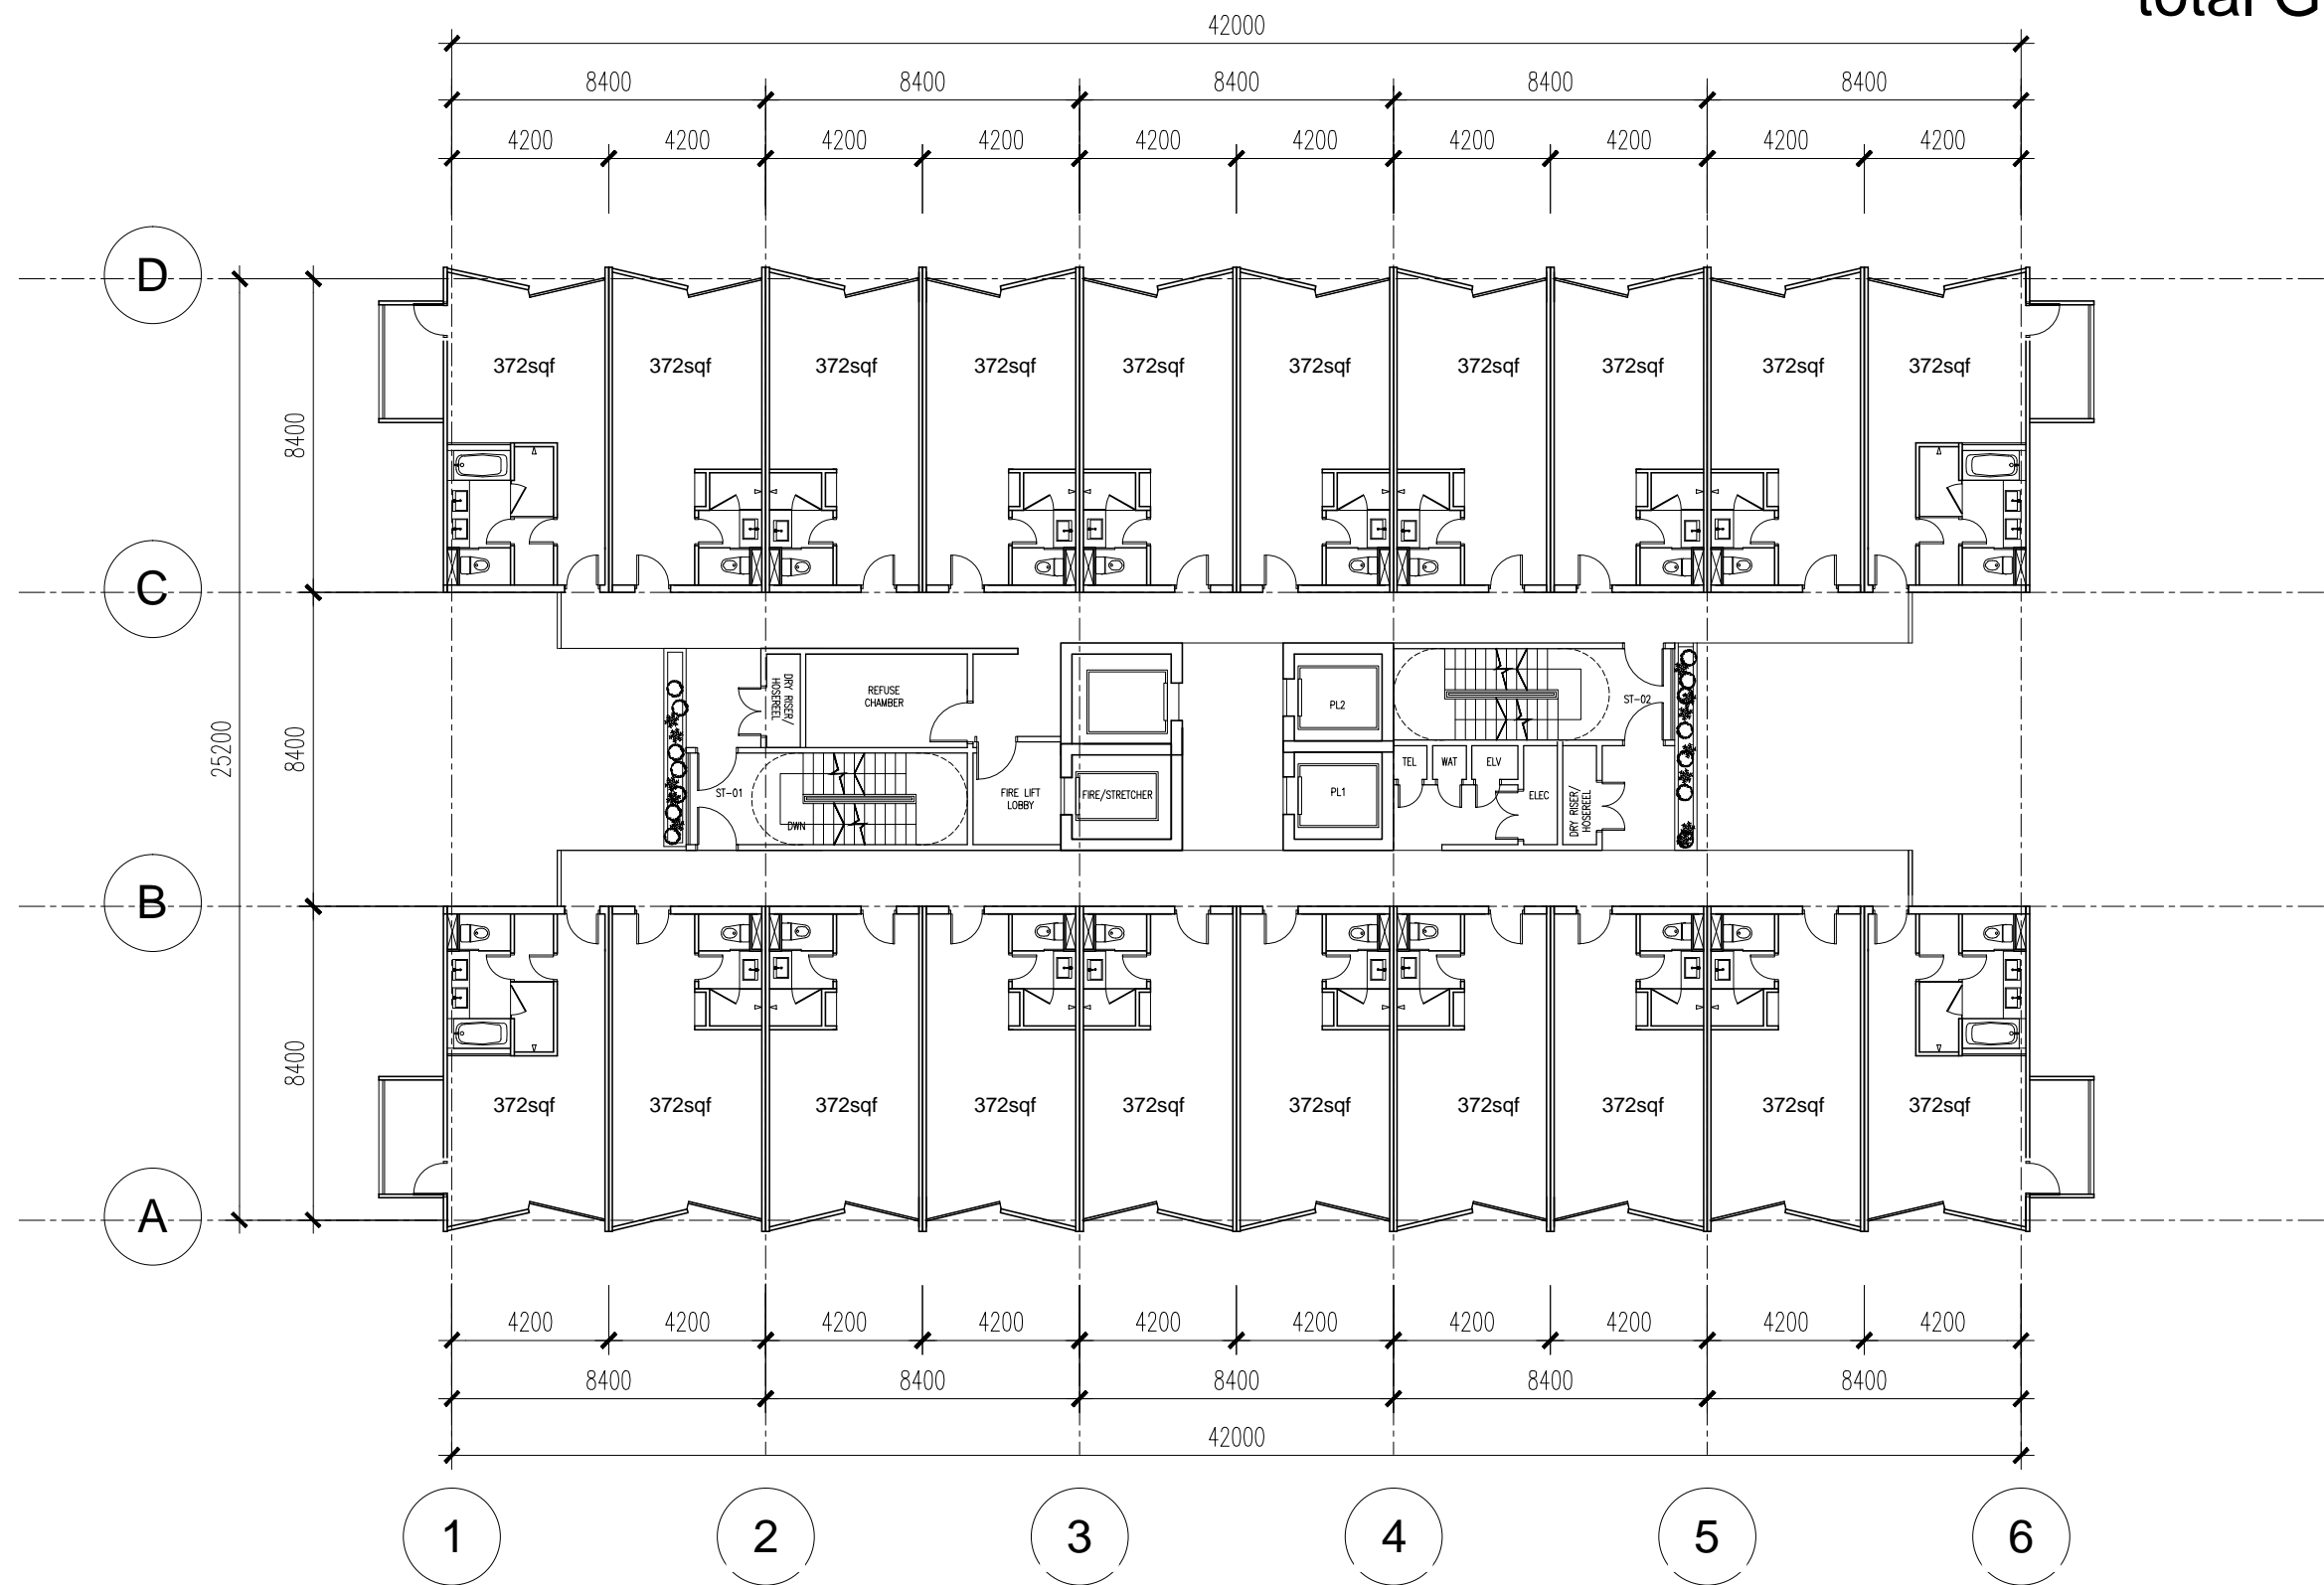 total G
42000
8400 8400 8400 8400 8400
4200 4200 4200 4200 4200 4200 4200 4200 4200 4200
D
372sqf 372sqf 372sqf 372sqf 372sqf 372sqf 372sqf 372sqf 372sqf 372sqf
8400
C
DRY RISER/
HOSEREEL
REFUSE
CHAMBER
PL2
ST-02
25200
8400
ST-01
DWN
FIRE LIFT
LOBBY
FIRE/STRETCHER
PL1
TEL
WAT
ELV
ELEC
DRY RISER/
HOSEREEL
B
8400
372sqf 372sqf 372sqf 372sqf 372sqf 372sqf 372sqf 372sqf 372sqf 372sqf
A
4200 4200 4200 4200 4200 4200 4200 4200 4200 4200
8400 8400 8400 8400 8400
42000
1 2 3 4 5 6